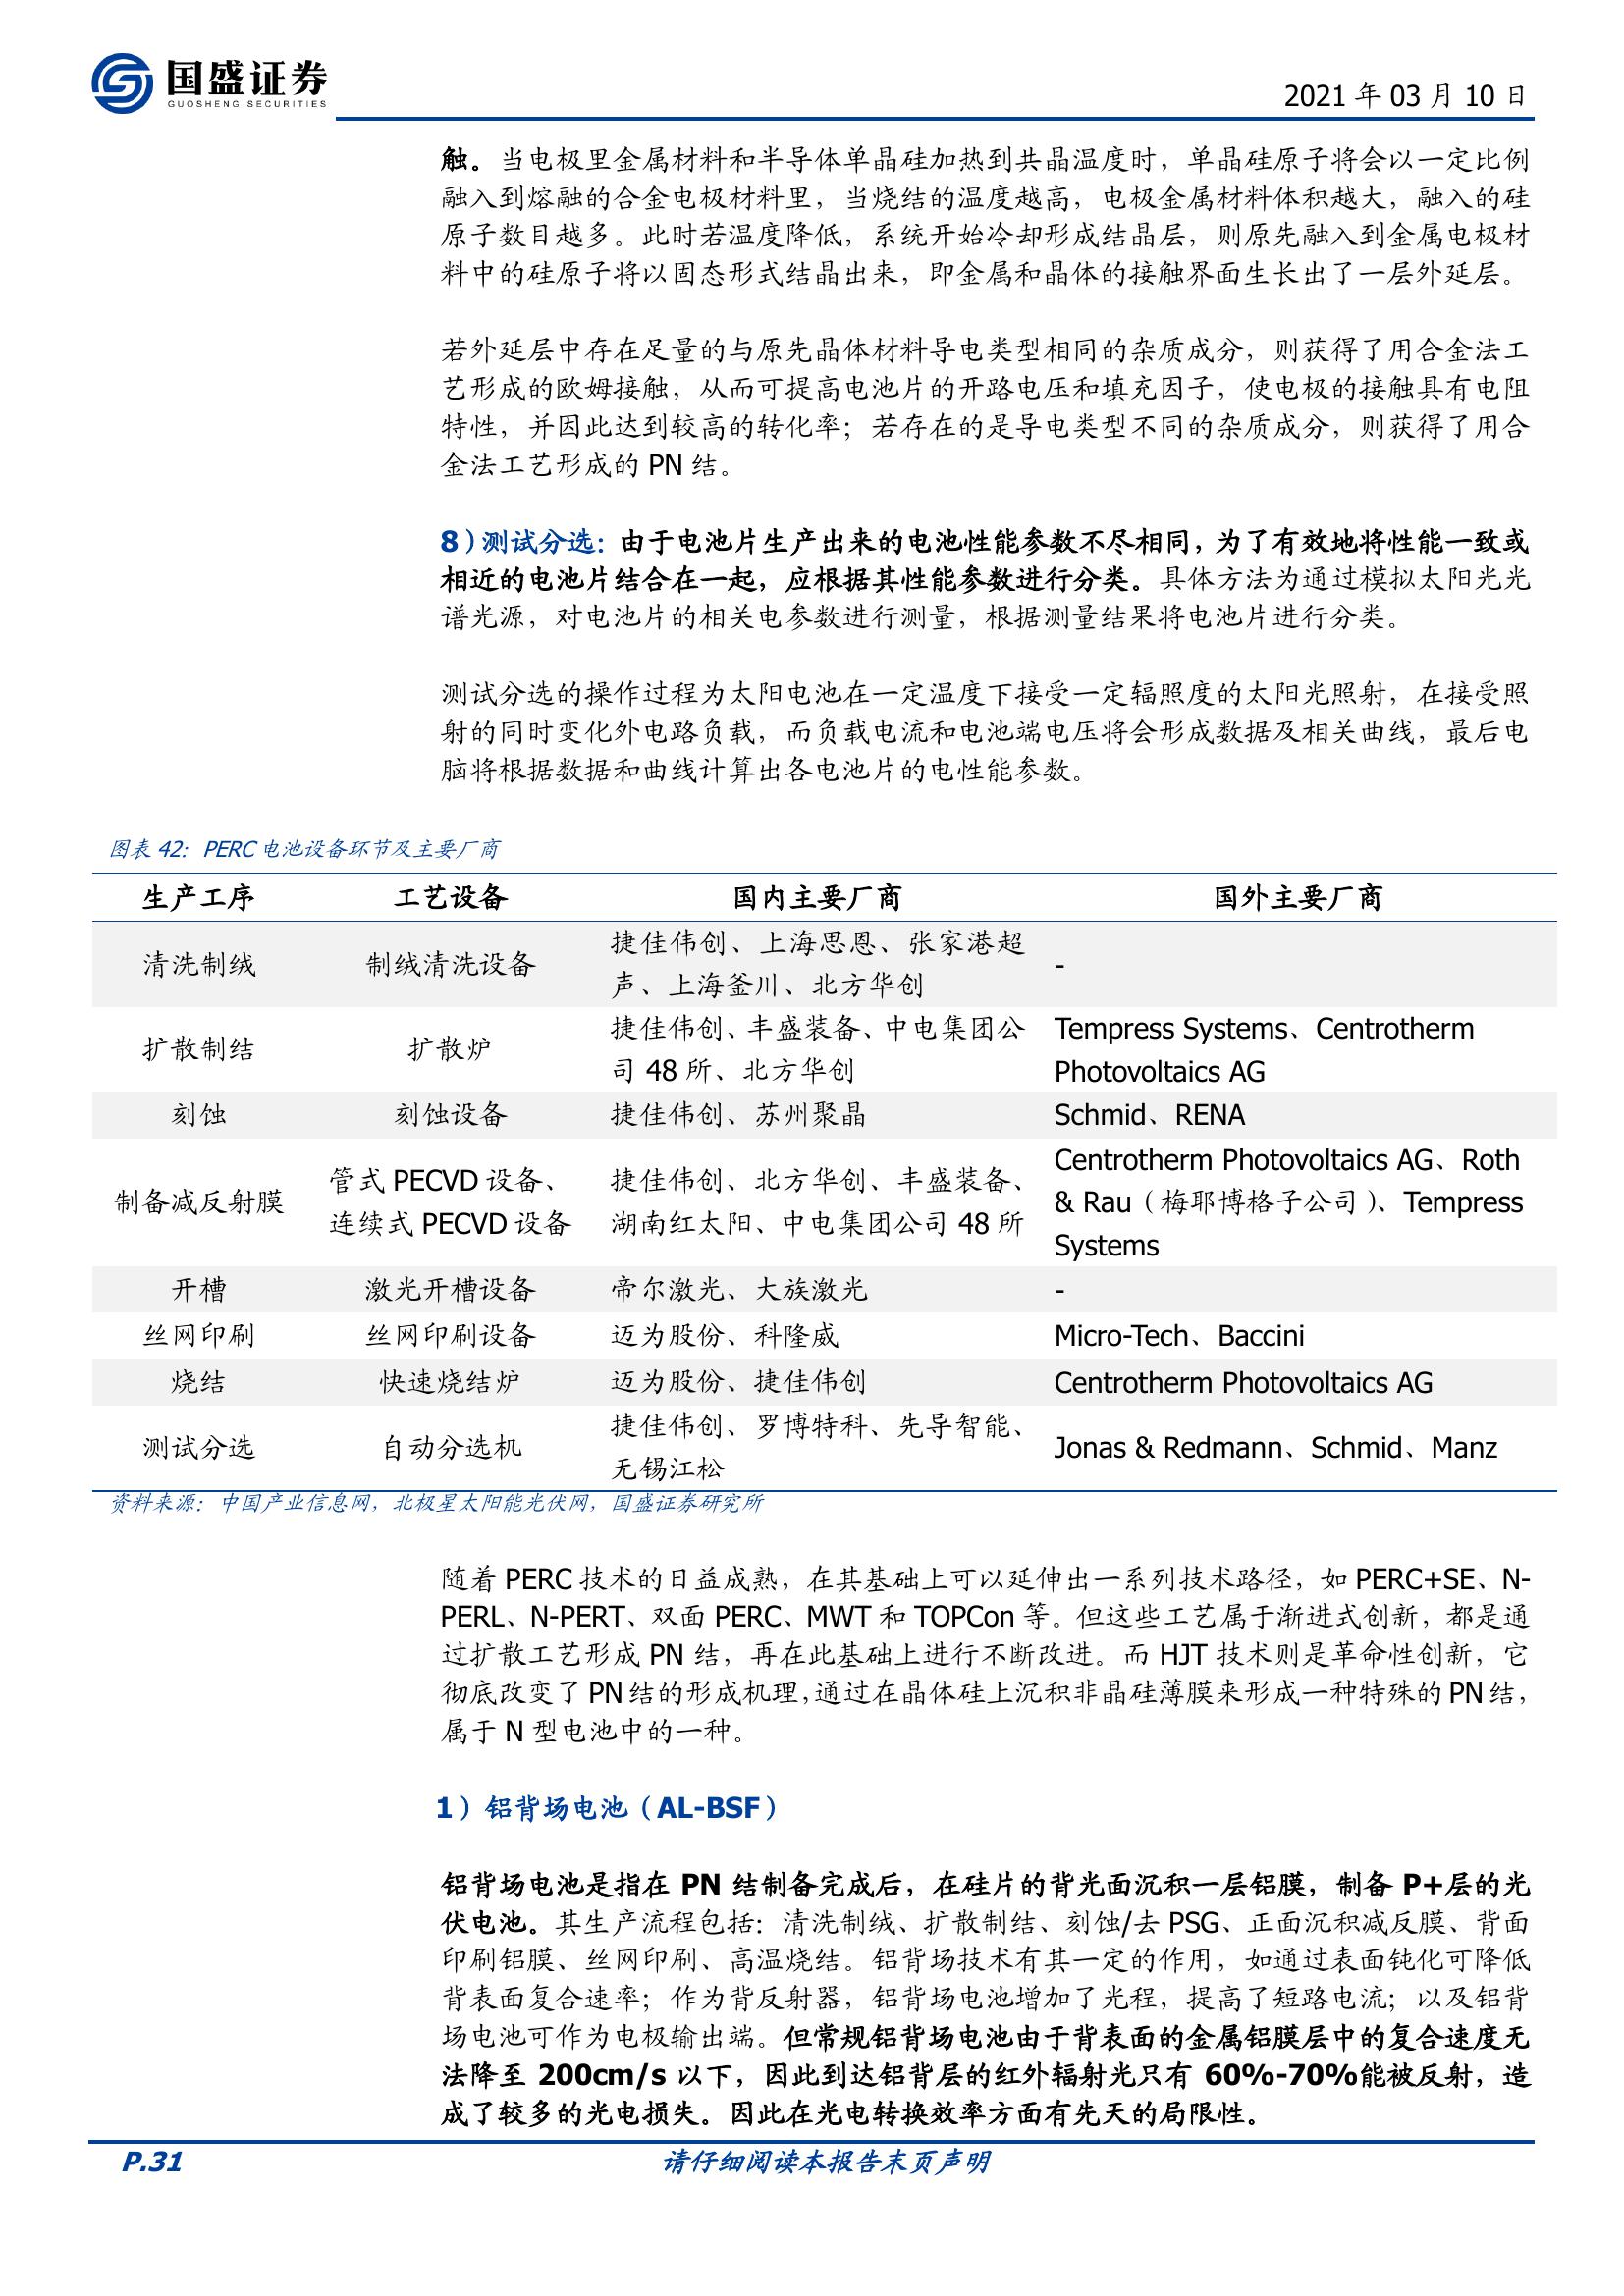 国盛证券
GUOSHENG SECURITIES
2021 年 03 月 10 日
触。当电极里金属材料和半导体单晶硅加热到共晶温度时，单晶硅原子将会以一定比例
融入到熔融的合金电极材料里，当烧结的温度越高，电极金属材料体积越大，融入的硅
原子数目越多。此时若温度降低，系统开始冷却形成结晶层，则原先融入到金属电极材
料中的硅原子将以固态形式结晶出来，即金属和晶体的接触界面生长出了一层外延层。
若外延层中存在足量的与原先晶体材料导电类型相同的杂质成分，则获得了用合金法工
艺形成的欧姆接触，从而可提高电池片的开路电压和填充因子，使电极的接触具有电阻
特性，并因此达到较高的转化率；若存在的是导电类型不同的杂质成分，则获得了用合
金法工艺形成的 PN 结。
8）测试分选：由于电池片生产出来的电池性能参数不尽相同，为了有效地将性能一致或
相近的电池片结合在一起，应根据其性能参数进行分类。具体方法为通过模拟太阳光光
谱光源，对电池片的相关电参数进行测量，根据测量结果将电池片进行分类。
测试分选的操作过程为太阳电池在一定温度下接受一定辐照度的太阳光照射，在接受照
射的同时变化外电路负载，而负载电流和电池端电压将会形成数据及相关曲线，最后电
脑将根据数据和曲线计算出各电池片的电性能参数。
图表 42：PERC 电池设备环节及主要厂商
生产工序 工艺设备 国内主要厂商 国外主要厂商
清洗制绒 制绒清洗设备 捷佳伟创、上海思恩、张家港超
声、上海釜川、北方华创 -
扩散制结 扩散炉 捷佳伟创、丰盛装备、中电集团公
司 48 所、北方华创
Tempress Systems、Centrotherm
Photovoltaics AG
刻蚀 刻蚀设备 捷佳伟创、苏州聚晶 Schmid、RENA
制备减反射膜 管式 PECVD 设备、
连续式 PECVD 设备
捷佳伟创、北方华创、丰盛装备、
湖南红太阳、中电集团公司 48 所
Centrotherm Photovoltaics AG、Roth
& Rau（梅耶博格子公司）、Tempress
Systems
开槽 激光开槽设备 帝尔激光、大族激光 -
丝网印刷 丝网印刷设备 迈为股份、科隆威 Micro-Tech、Baccini
烧结 快速烧结炉 迈为股份、捷佳伟创 Centrotherm Photovoltaics AG
测试分选 自动分选机 捷佳伟创、罗博特科、先导智能、
无锡江松 Jonas & Redmann、Schmid、Manz
资料来源：中国产业信息网，北极星太阳能光伏网，国盛证券研究所
随着 PERC 技术的日益成熟，在其基础上可以延伸出一系列技术路径，如 PERC+SE、N-
PERL、N-PERT、双面 PERC、MWT 和 TOPCon 等。但这些工艺属于渐进式创新，都是通
过扩散工艺形成 PN 结，再在此基础上进行不断改进。而 HJT 技术则是革命性创新，它
彻底改变了 PN 结的形成机理，通过在晶体硅上沉积非晶硅薄膜来形成一种特殊的 PN 结，
属于 N 型电池中的一种。
1）铝背场电池（AL-BSF）
铝背场电池是指在 PN 结制备完成后，在硅片的背光面沉积一层铝膜，制备 P+层的光
伏电池。其生产流程包括：清洗制绒、扩散制结、刻蚀/去 PSG、正面沉积减反膜、背面
印刷铝膜、丝网印刷、高温烧结。铝背场技术有其一定的作用，如通过表面钝化可降低
背表面复合速率；作为背反射器，铝背场电池增加了光程，提高了短路电流；以及铝背
场电池可作为电极输出端。但常规铝背场电池由于背表面的金属铝膜层中的复合速度无
法降至 200cm/s 以下，因此到达铝背层的红外辐射光只有 60%-70%能被反射，造
成了较多的光电损失。因此在光电转换效率方面有先天的局限性。
P.31 请仔细阅读本报告末页声明